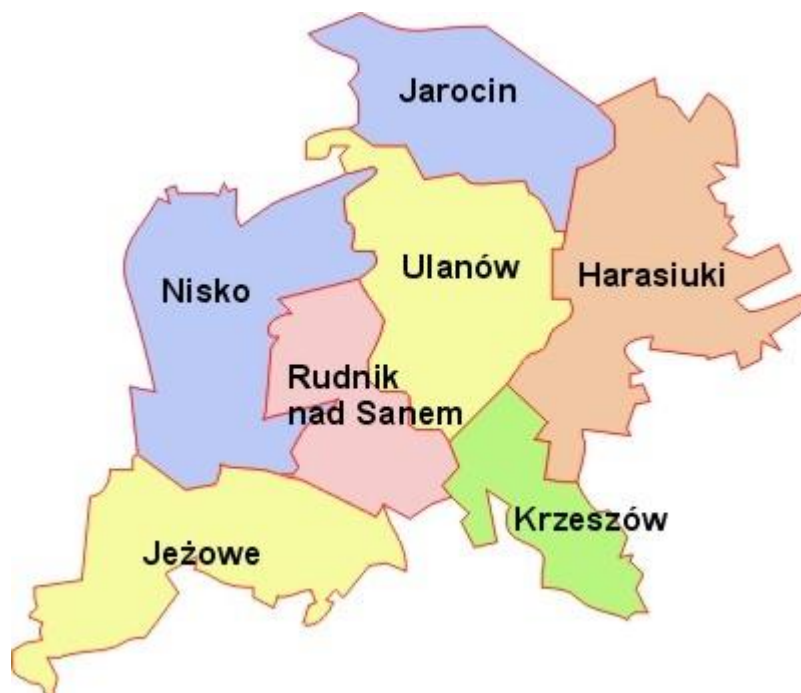 Jarocin
Ulanów
Harasiuki
Nisko
Rudnik
nad Sanem
Krzeszów
Jeżowe